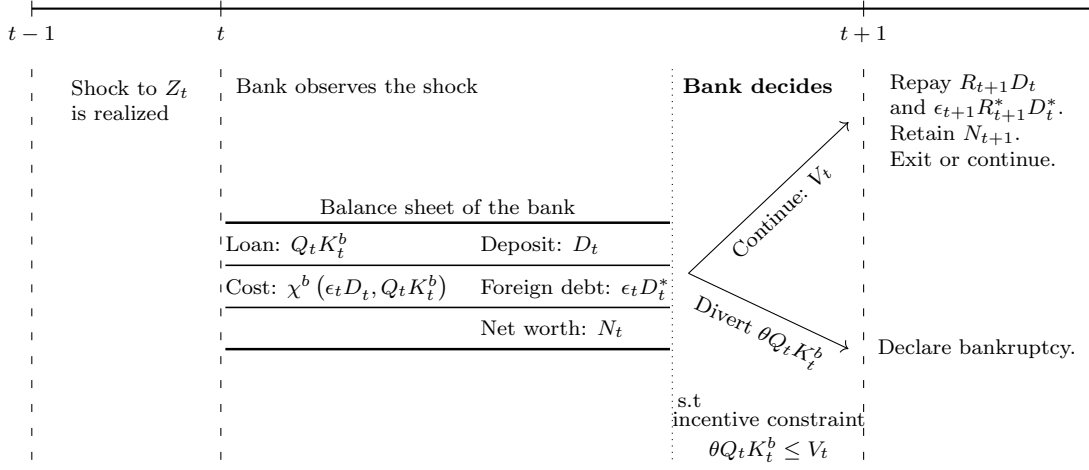 t − 1
t
t + 1
Shock to Z_t
is realized
Bank observes the shock
Bank decides
Repay R_{t+1}D_t
and ϵ_{t+1}R^*_{t+1}D^*_t.
Retain N_{t+1}.
Exit or continue.
Balance sheet of the bank
Loan: Q_tK^b_t
Deposit: D_t
Cost: χ^b (ϵ_tD_t, Q_tK^b_t)
Foreign debt: ϵ_tD^*_t
Net worth: N_t
Continue: V_t
Divert θQ_tK^b_t
Declare bankruptcy.
s.t
incentive constraint
θQ_tK^b_t ≤ V_t